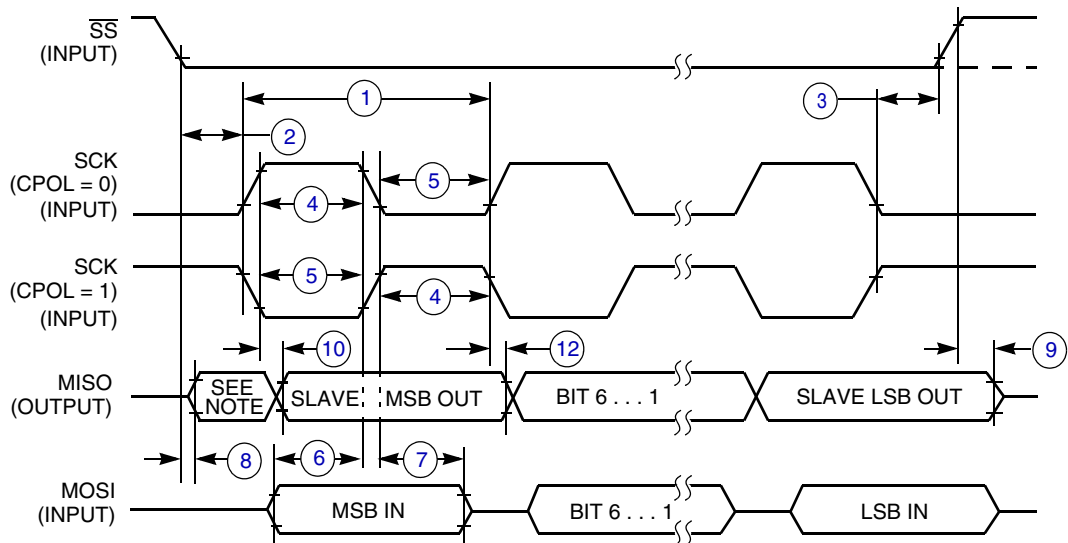 SS
(INPUT)
1
3
2
SCK
(CPOL = 0)
(INPUT)
4
5
SCK
(CPOL = 1)
(INPUT)
5
4
10
12
9
MISO
(OUTPUT)
SEE
NOTE
SLAVE
MSB OUT
BIT 6 . . . 1
SLAVE LSB OUT
8
6
7
MOSI
(INPUT)
MSB IN
BIT 6 . . . 1
LSB IN